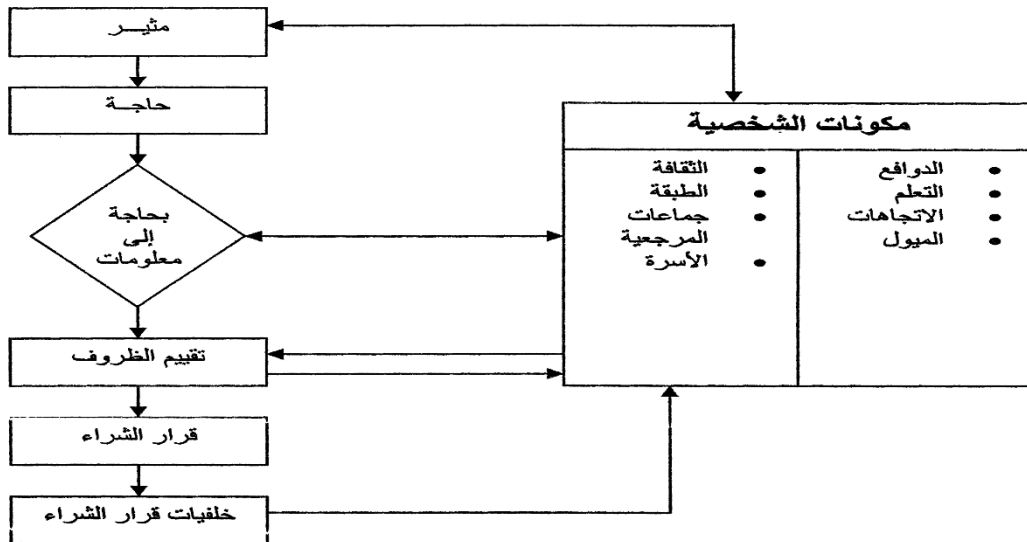 مثيــر
حاجــة
بحاجة
إلى
معلومات
تقييم الظروف
قرار الشراء
خلفيات قرار الشراء
مكونات الشخصية
• الدوافع
• التعلم
• الاتجاهات
• الميول
• الثقافة
• الطبقة
• جماعات
المرجعية
• الأسرة